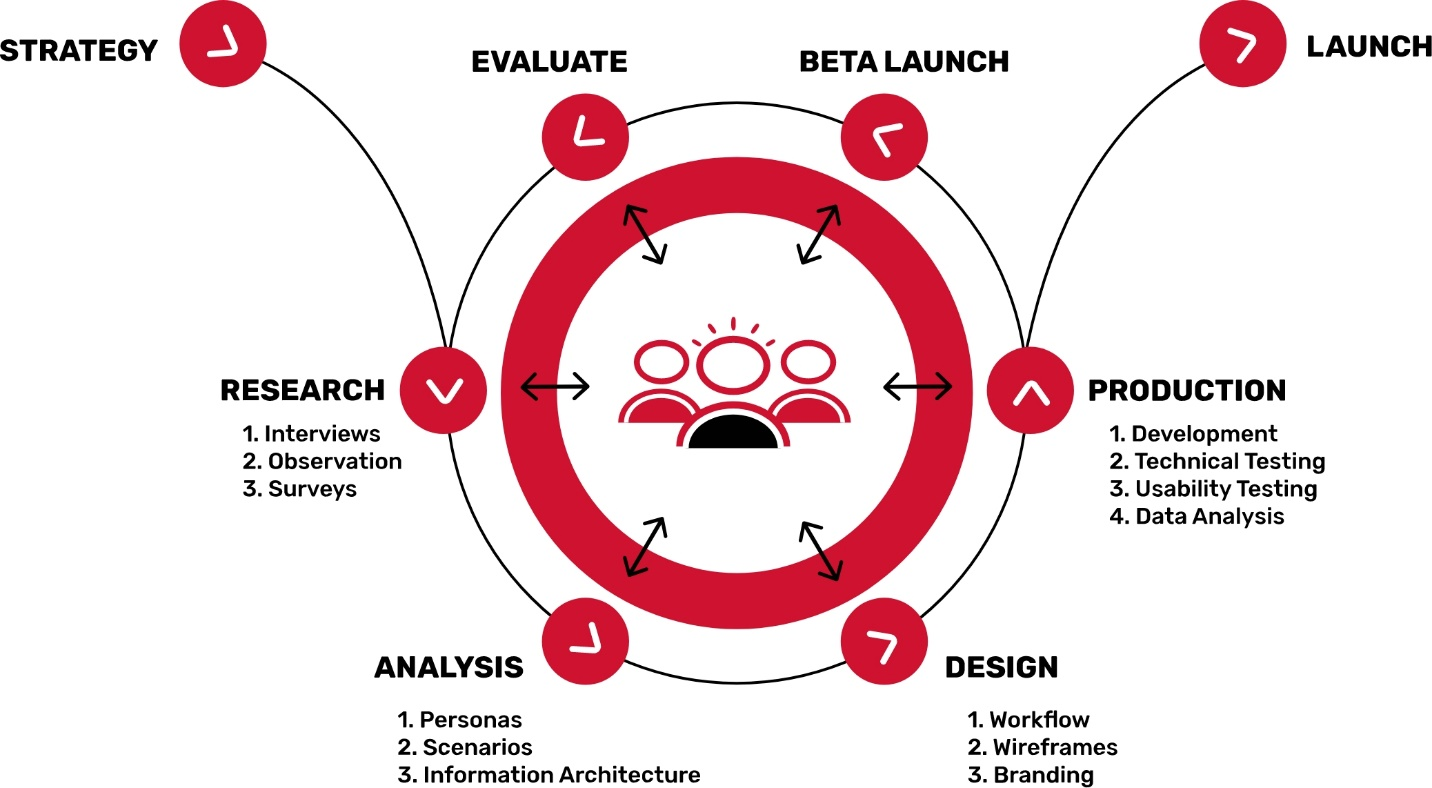 STRATEGY
LAUNCH
EVALUATE
BETA LAUNCH
RESEARCH
1. Interviews
2. Observation
3. Surveys
PRODUCTION
1. Development
2. Technical Testing
3. Usability Testing
4. Data Analysis
ANALYSIS
1. Personas
2. Scenarios
3. Information Architecture
DESIGN
1. Workflow
2. Wireframes
3. Branding